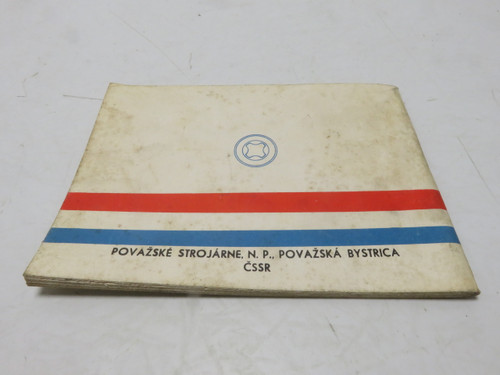 POVAŽSKÉ STROJÁRNE, N. P., POVAŽSKÁ BYSTRICA
ČSSR